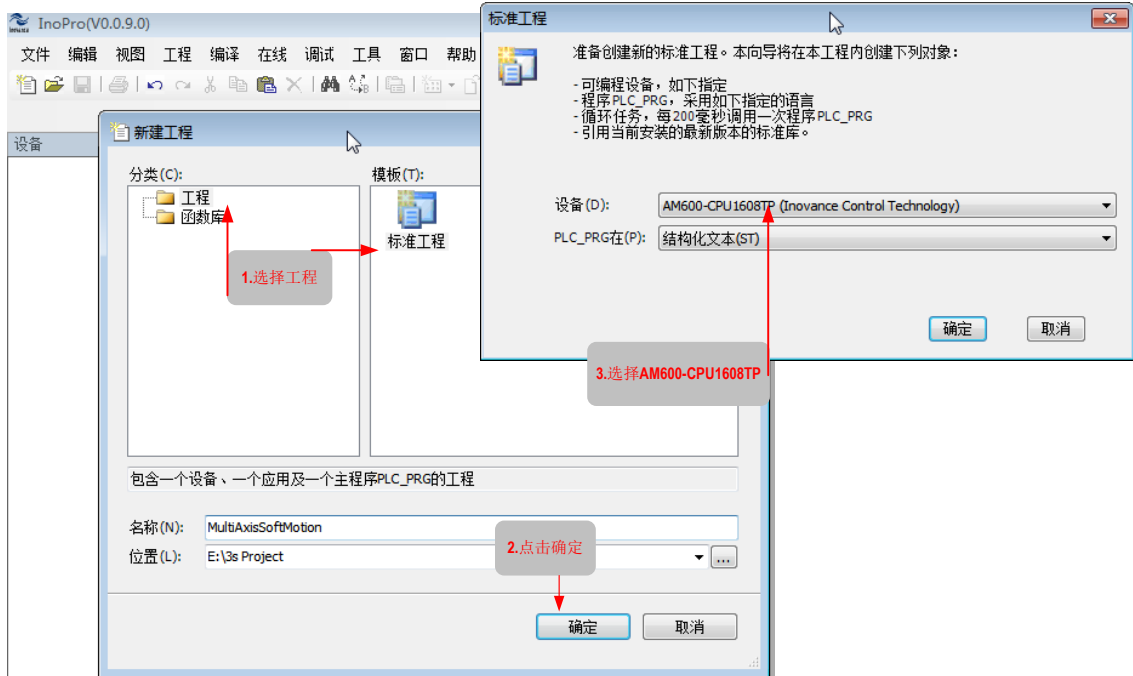 InoPro(V0.0.9.0)
文件 编辑 视图 工程 编译 在线 调试 工具 窗口 帮助
设备
新建工程
分类(C):
工程
函数库
模板(T):
标准工程
1.选择工程
包含一个设备、一个应用及一个主程序PLC_PRG的工程
名称(N): MultiAxisSoftMotion
位置(L): E:\3s Project
...
2.点击确定
确定 取消
标准工程
准备创建新的标准工程。本向导将在本工程内创建下列对象：
- 可编程设备，如下指定
- 程序PLC_PRG，采用如下指定的语言
- 循环任务，每200毫秒调用一次程序PLC_PRG
- 引用当前安装的最新版本的标准库。
设备(D): AM600-CPU1608TP (Inovance Control Technology)
PLC_PRG在(P): 结构化文本(ST)
确定 取消
3.选择AM600-CPU1608TP